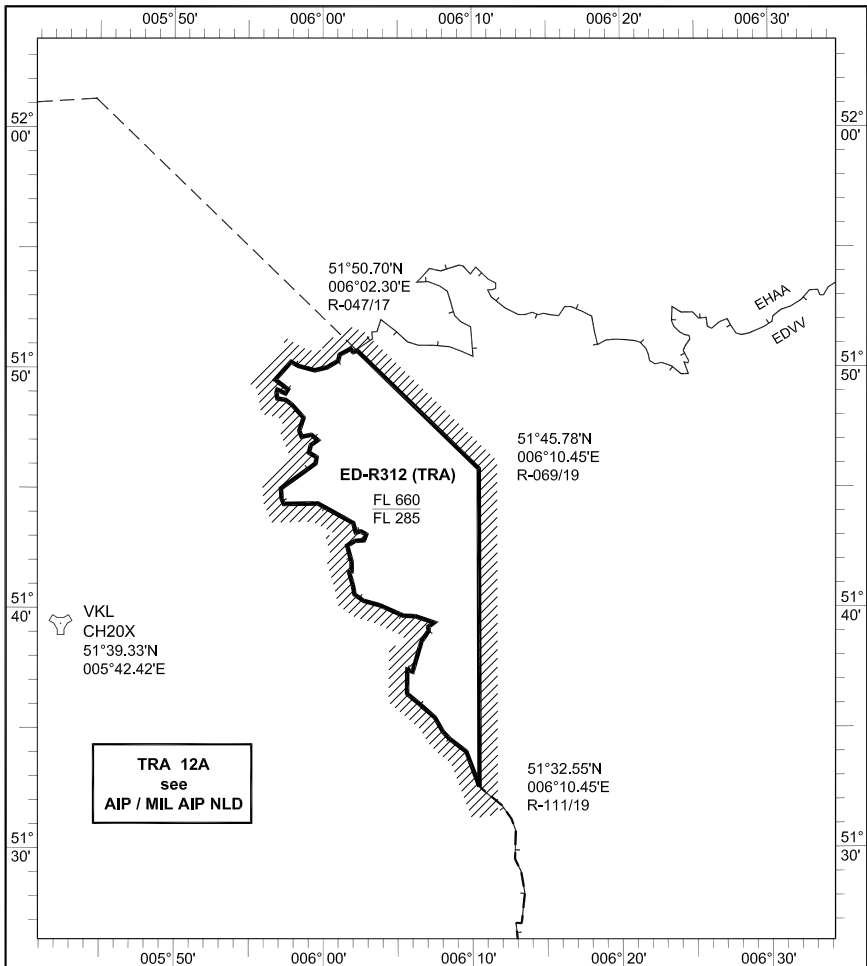 005° 50'
006° 00'
006° 10'
006° 20'
006° 30'
52°
00'
52°
00'
51°50.70'N
006°02.30'E
R-047/17
EHAA
EDVV
51°
50'
51°
50'
51°45.78'N
006°10.45'E
R-069/19
ED-R312 (TRA)
FL 660
FL 285
51°
40'
51°
40'
VKL
CH20X
51°39.33'N
005°42.42'E
TRA 12A
see
AIP / MIL AIP NLD
51°32.55'N
006°10.45'E
R-111/19
51°
30'
51°
30'
005° 50'
006° 00'
006° 10'
006° 20'
006° 30'